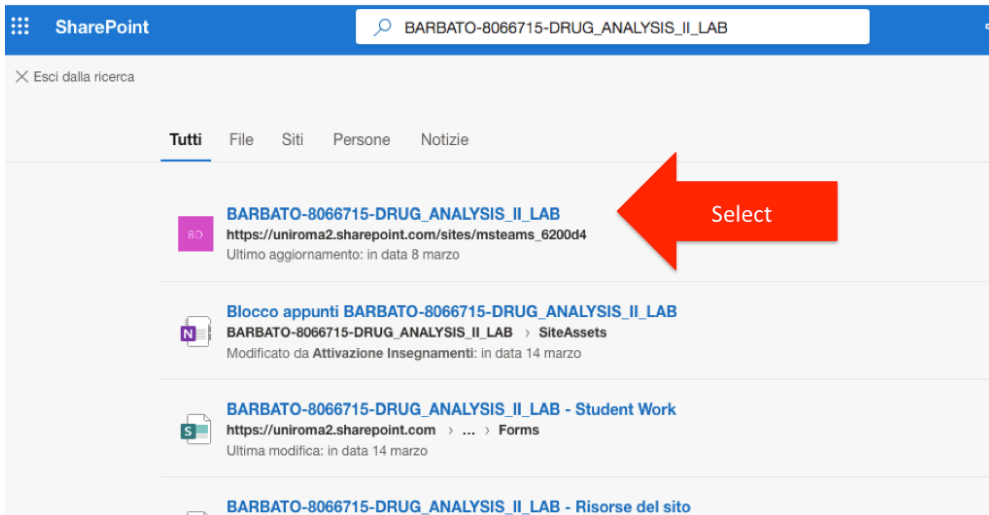 SharePoint
BARBATO-8066715-DRUG_ANALYSIS_II_LAB
Esci dalla ricerca
Tutti File Siti Persone Notizie
BD
BARBATO-8066715-DRUG_ANALYSIS_II_LAB
https://uniroma2.sharepoint.com/sites/msteams_6200d4
Ultimo aggiornamento: in data 8 marzo
Select
Blocco appunti BARBATO-8066715-DRUG_ANALYSIS_II_LAB
N
BARBATO-8066715-DRUG_ANALYSIS_II_LAB > SiteAssets
Modificato da Attivazione Insegnamenti: in data 14 marzo
BARBATO-8066715-DRUG_ANALYSIS_II_LAB - Student Work
S
https://uniroma2.sharepoint.com > ... > Forms
Ultima modifica: in data 14 marzo
BARBATO-8066715-DRUG_ANALYSIS_II_LAB - Risorse del sito